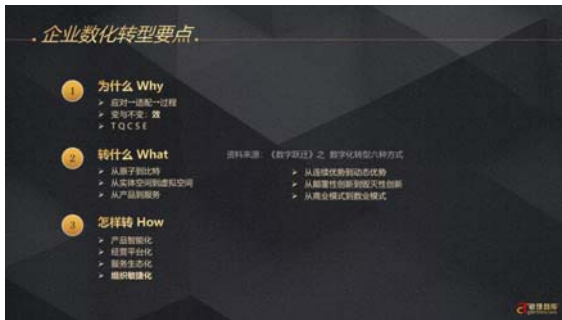 企业数化转型要点
1
为什么 Why
➢ 应对—适配—过程
➢ 变与不变：效
➢ TQCSE
2
转什么 What
资料来源：《数字跃迁》之 数字化转型六种方式
➢ 从原子到比特
➢ 从实体空间到虚拟空间
➢ 从产品到服务
➢ 从连续优势到动态优势
➢ 从颠覆性创新到毁灭性创新
➢ 从商业模式到数业模式
3
怎样转 How
➢ 产品智能化
➢ 经营平台化
➢ 服务生态化
➢ 组织敏捷化